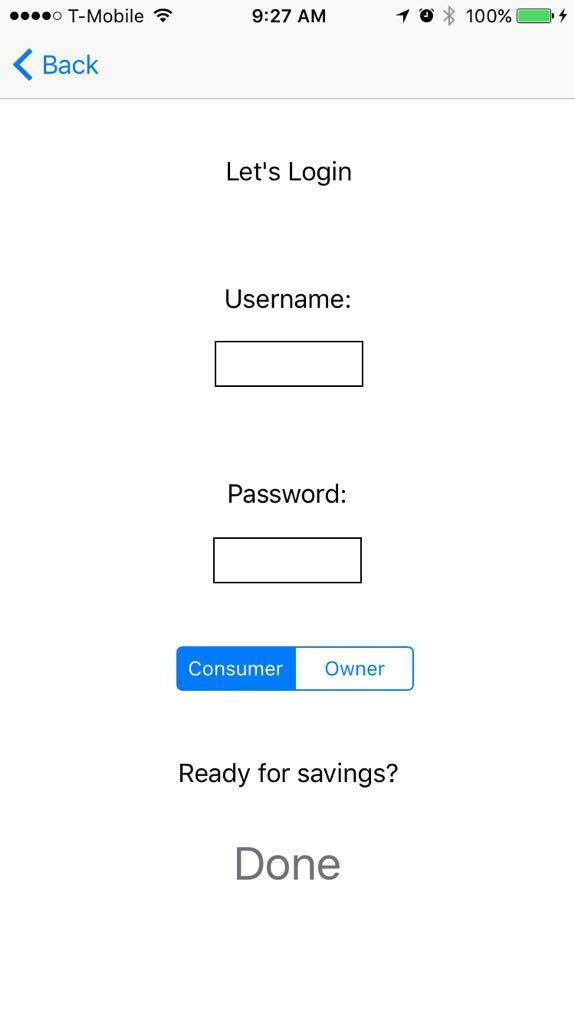 T-Mobile 9:27 AM 100%
Back
Let's Login
Username:
Password:
Consumer Owner
Ready for savings?
Done